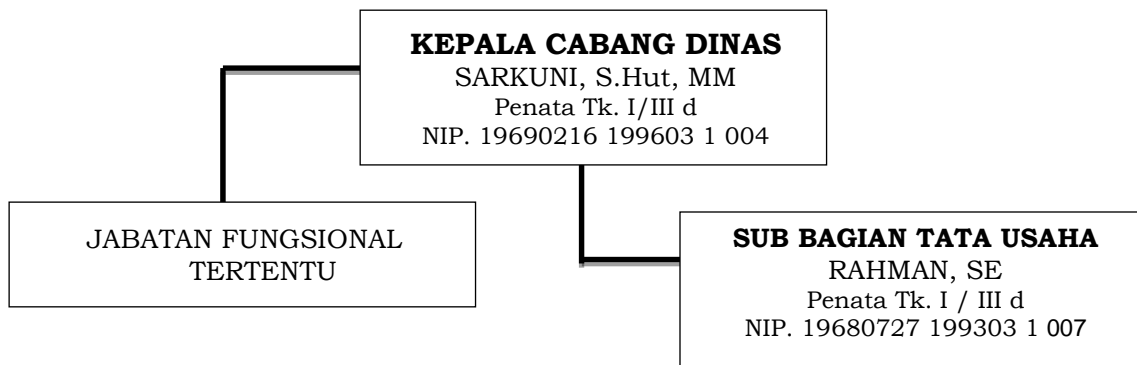 KEPALA CABANG DINAS
SARKUNI, S.Hut, MM
Penata Tk. I/III d
NIP. 19690216 199603 1 004
JABATAN FUNGSIONAL
TERTENTU
SUB BAGIAN TATA USAHA
RAHMAN, SE
Penata Tk. I / III d
NIP. 19680727 199303 1 007